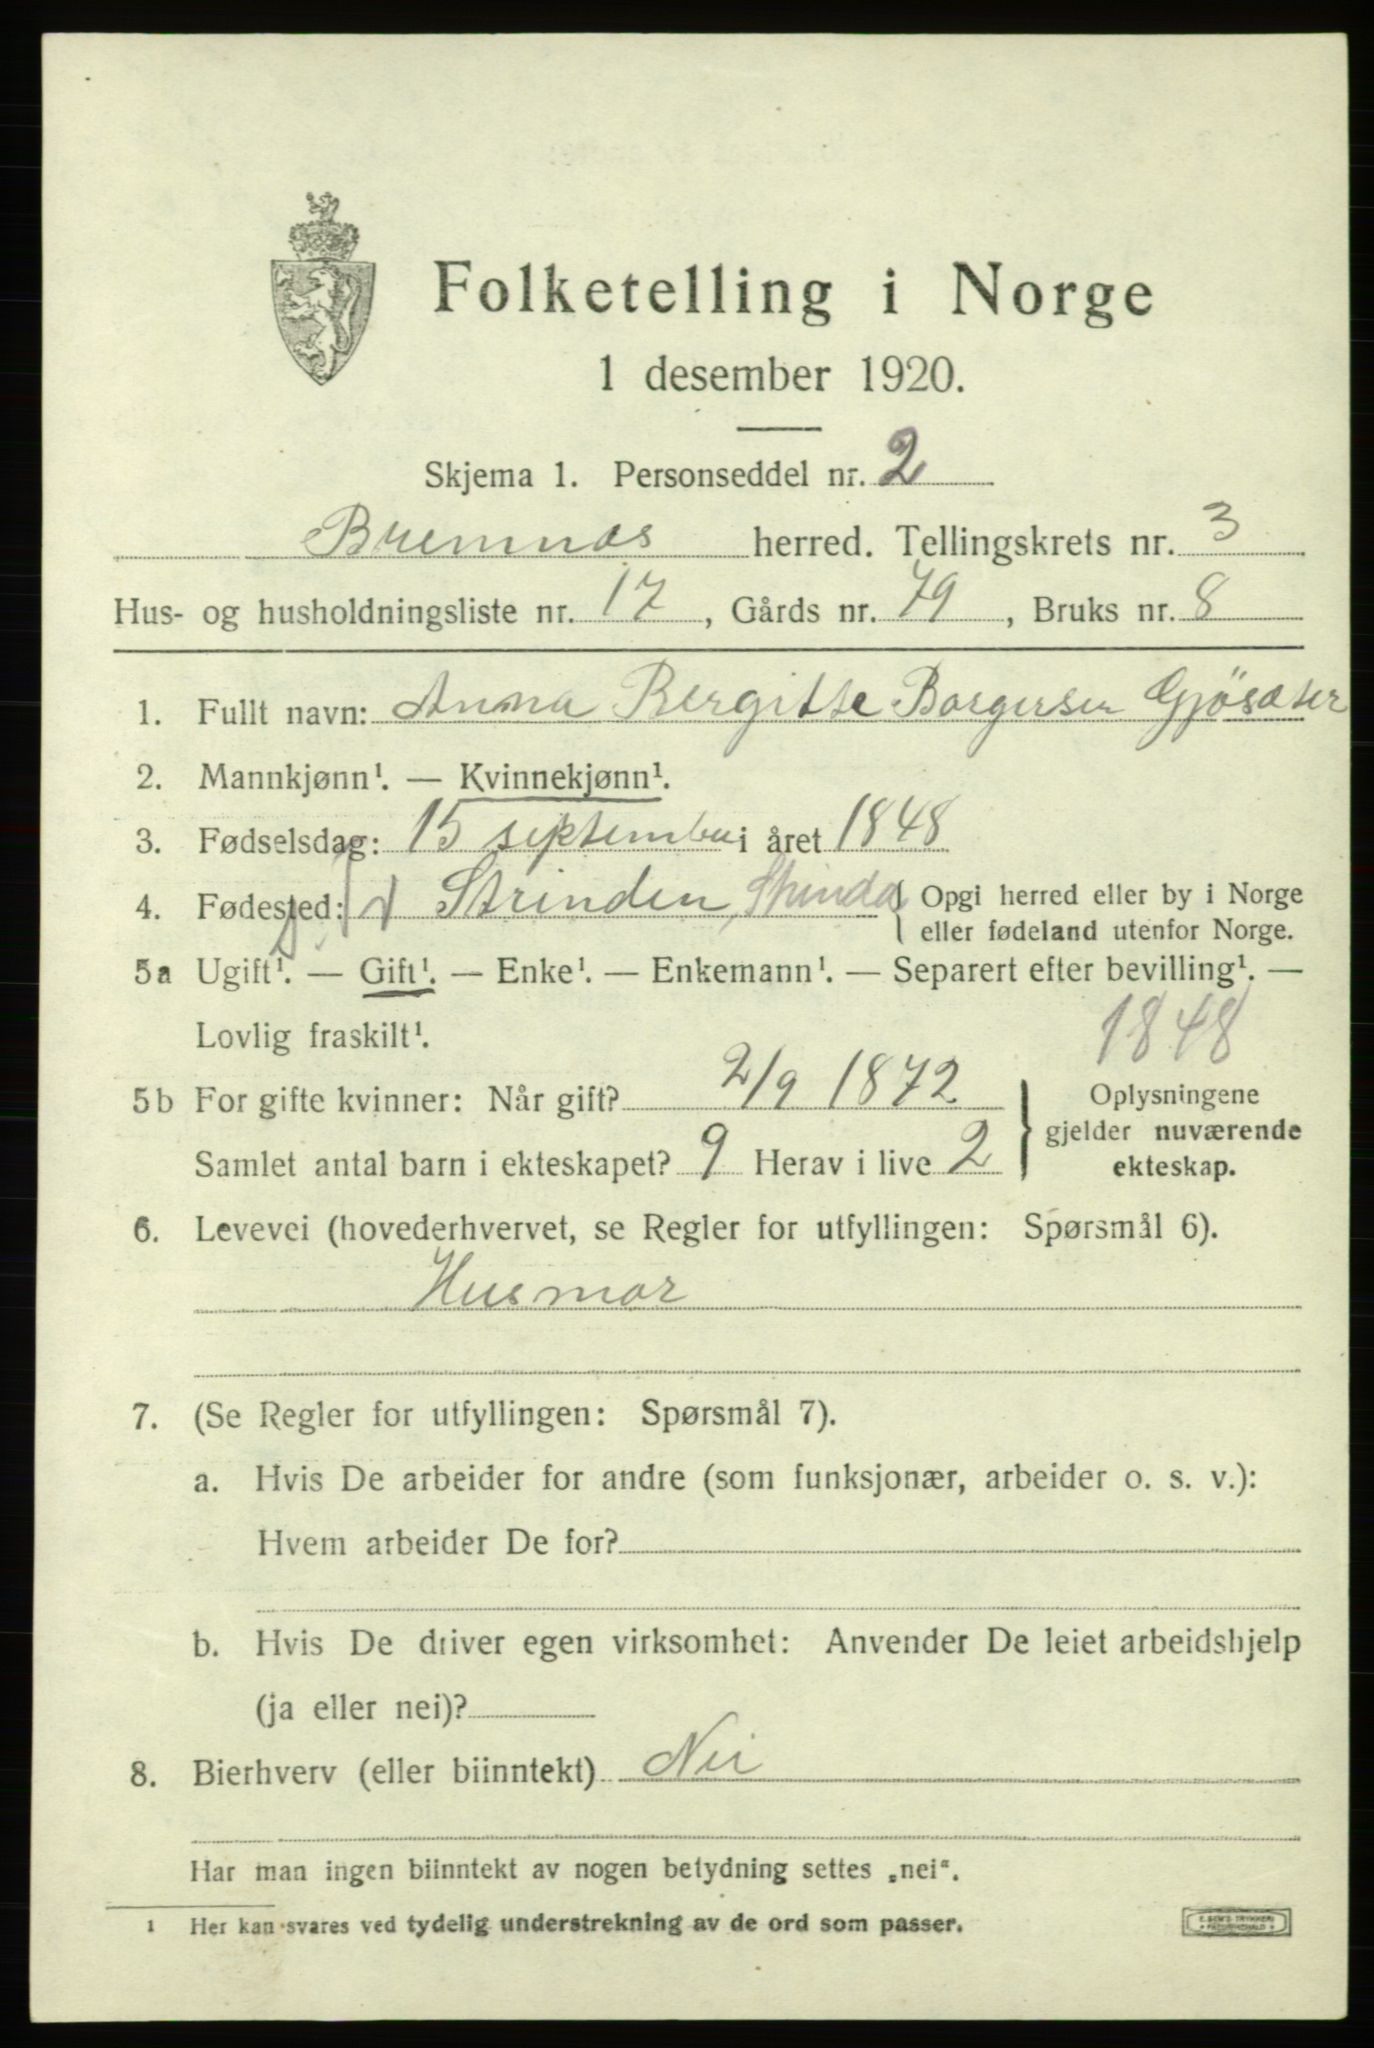 Folketelling i Norge
1 desember 1920.
Skjema 1. Personseddel nr. 2
Bremnæs herred. Tellingskrets nr. 3
Hus- og husholdningsliste nr. 17, Gårds nr. 79, Bruks nr. 8
1. Fullt navn: Anna Bergitte Borgersen Gjösæter
2. Mannkjønn¹. — Kvinnekjønn¹.
3. Fødselsdag: 15 september i året 1848
4. Fødested: Strinden, Strinda { Opgi herred eller by i Norge
eller fødeland utenfor Norge.
5a Ugift¹. — Gift¹. — Enke¹. — Enkemann¹. — Separert efter bevilling¹. —
Lovlig fraskilt¹.
1848
5b For gifte kvinner: Når gift? 2/9 1872
Samlet antal barn i ekteskapet? 9 Herav i live 2
} Oplysningene
gjelder nuværende
ekteskap.
6. Levevei (hovederhvervet, se Regler for utfyllingen: Spørsmål 6).
Husmor
7. (Se Regler for utfyllingen: Spørsmål 7).
a. Hvis De arbeider for andre (som funksjonær, arbeider o. s. v.):
Hvem arbeider De for?
b. Hvis De driver egen virksomhet: Anvender De leiet arbeidshjelp
(ja eller nei)?
8. Bierhverv (eller biinntekt) Nei
Har man ingen biinntekt av nogen betydning settes „nei“.
1 Her kan svares ved tydelig understrekning av de ord som passer.